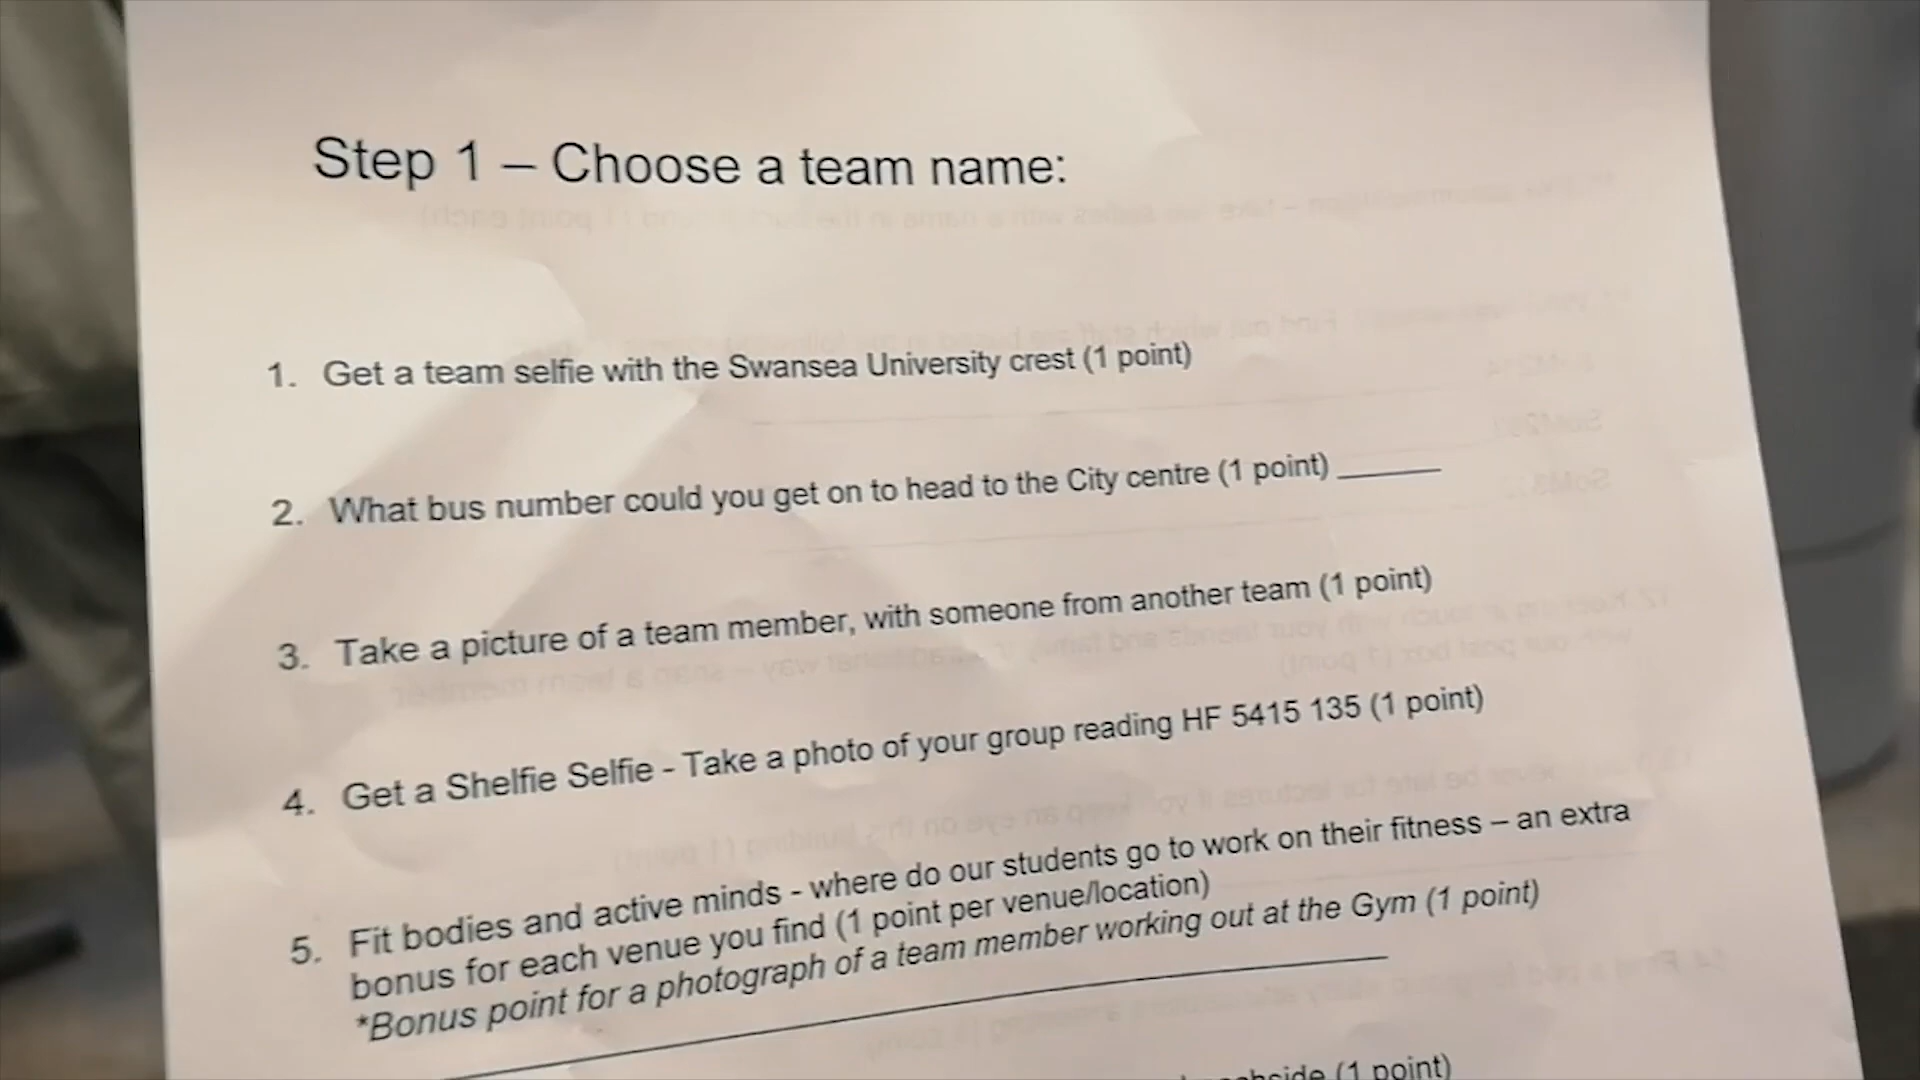 Step 1 – Choose a team name:
1. Get a team selfie with the Swansea University crest (1 point)
2. What bus number could you get on to head to the City centre (1 point) ______
3. Take a picture of a team member, with someone from another team (1 point)
4. Get a Shelfie Selfie - Take a photo of your group reading HF 5415 135 (1 point)
5. Fit bodies and active minds - where do our students go to work on their fitness – an extra
bonus for each venue you find (1 point per venue/location)
*Bonus point for a photograph of a team member working out at the Gym (1 point)
(1 point)